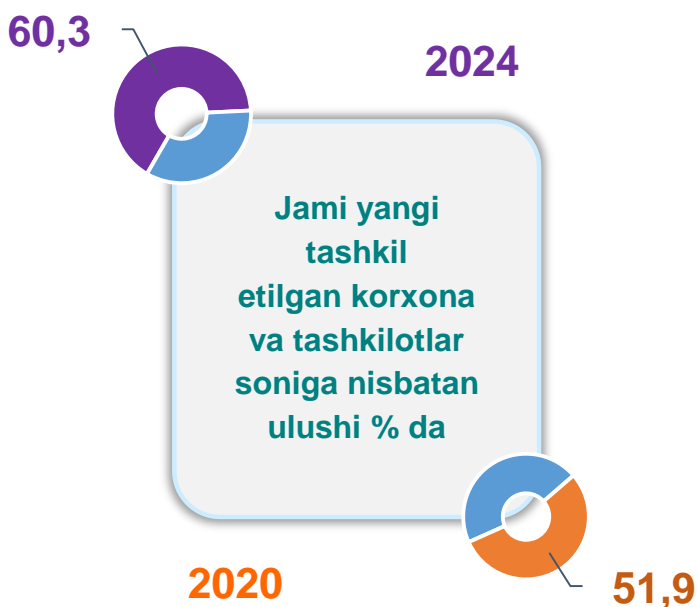 60,3
2024
Jami yangi
tashkil
etilgan korxona
va tashkilotlar
soniga nisbatan
ulushi % da
2020
51,9